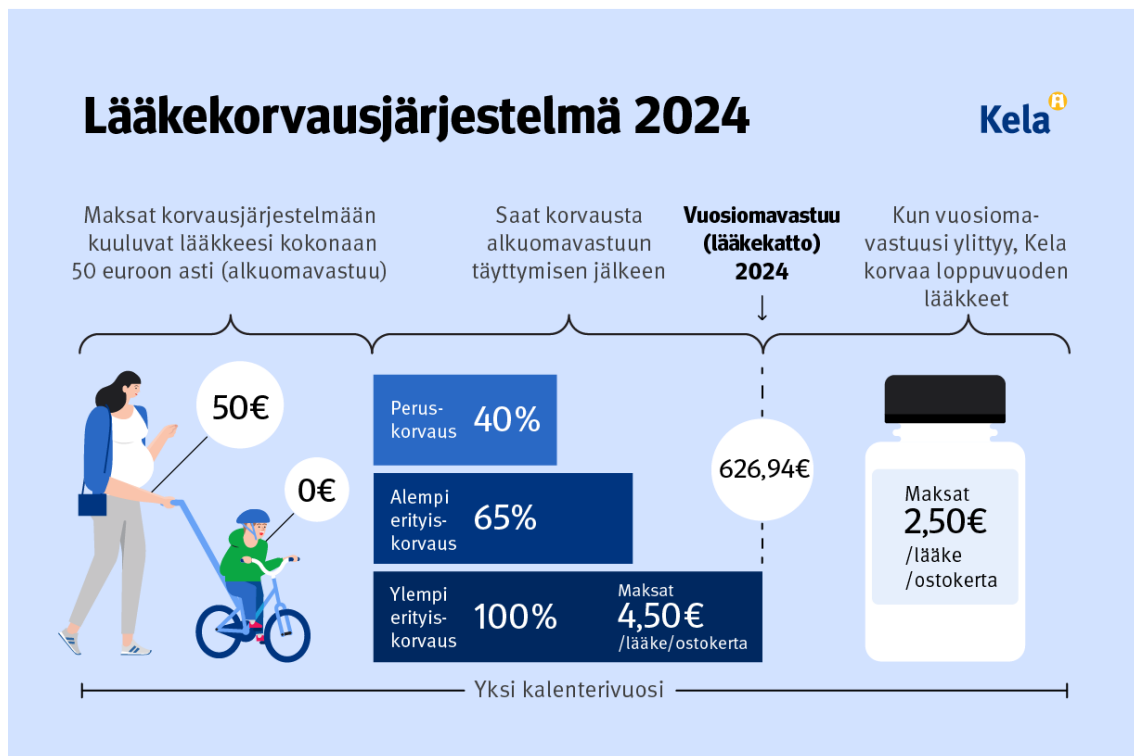 Lääkekorvausjärjestelmä 2024
Kela
Maksat korvausjärjestelmään
kuuluvat lääkkeesi kokonaan
50 euroon asti (alkuomavastuu)
Saat korvausta
alkuomavastuun
täyttymisen jälkeen
Vuosiomavastuu
(lääkekatto)
2024
Kun vuosioma-
vastuusi ylittyy, Kela
korvaa loppuvuoden
lääkkeet
50€
0€
Perus-
korvaus
40%
Alempi
erityis-
korvaus
65%
Ylempi
erityis-
korvaus
100%
Maksat
4,50€
/lääke/ostokerta
626,94€
Maksat
2,50€
/lääke
/ostokerta
Yksi kalenterivuosi